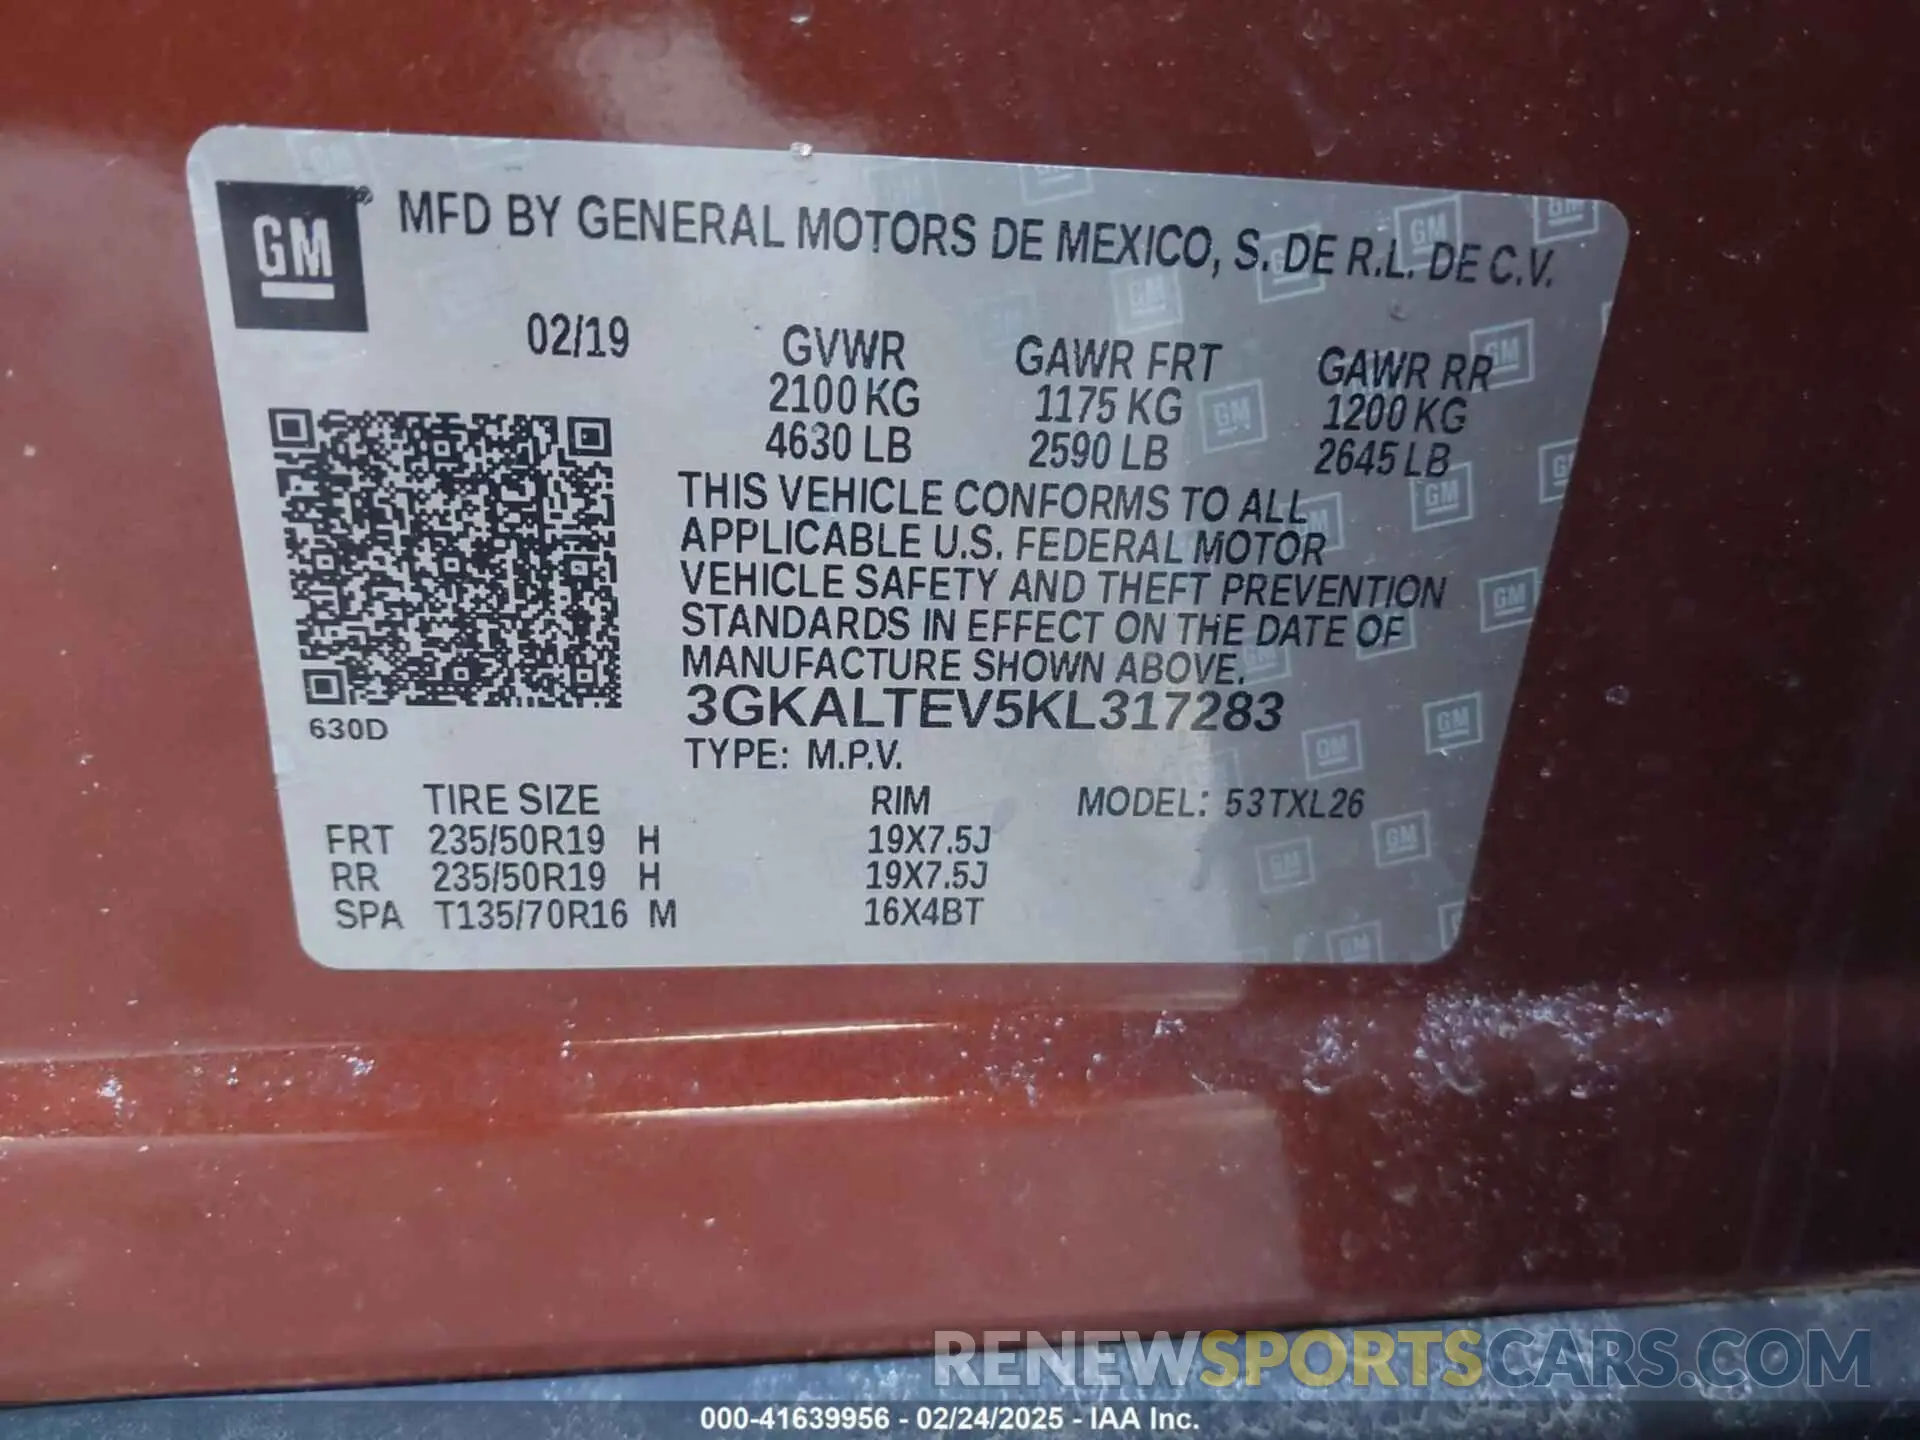 GM® MFD BY GENERAL MOTORS DE MEXICO, S. DE R.L. DE C.V.
02/19 GVWR GAWR FRT GAWR RR
2100 KG 1175 KG 1200 KG
4630 LB 2590 LB 2645 LB
THIS VEHICLE CONFORMS TO ALL
APPLICABLE U.S. FEDERAL MOTOR
VEHICLE SAFETY AND THEFT PREVENTION
STANDARDS IN EFFECT ON THE DATE OF
MANUFACTURE SHOWN ABOVE.
3GKALTEV5KL317283
630D
TYPE: M.P.V.
TIRE SIZE RIM MODEL: 53TXL26
FRT 235/50R19 H 19X7.5J
RR 235/50R19 H 19X7.5J
SPA T135/70R16 M 16X4BT
RENEWSPORTSCARS.COM
000-41639956 - 02/24/2025 - IAA Inc.